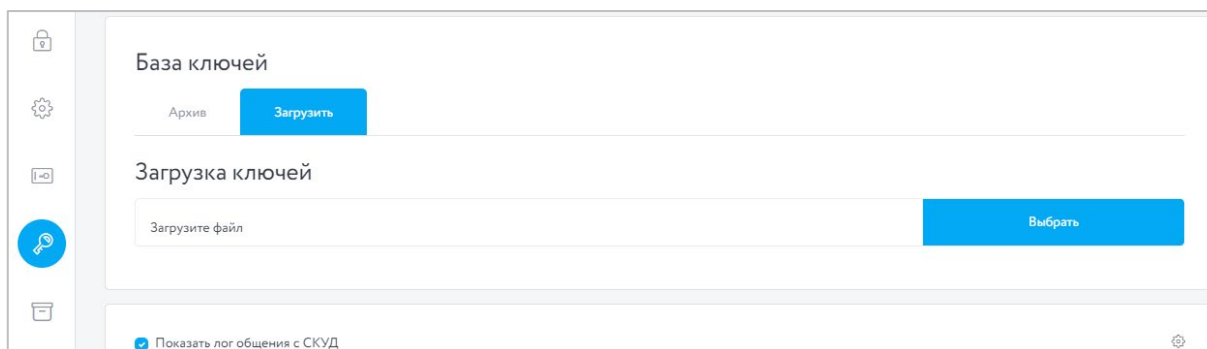 База ключей
Архив Загрузить
Загрузка ключей
Загрузите файл Выбрать
Показать лог общения с СКУД